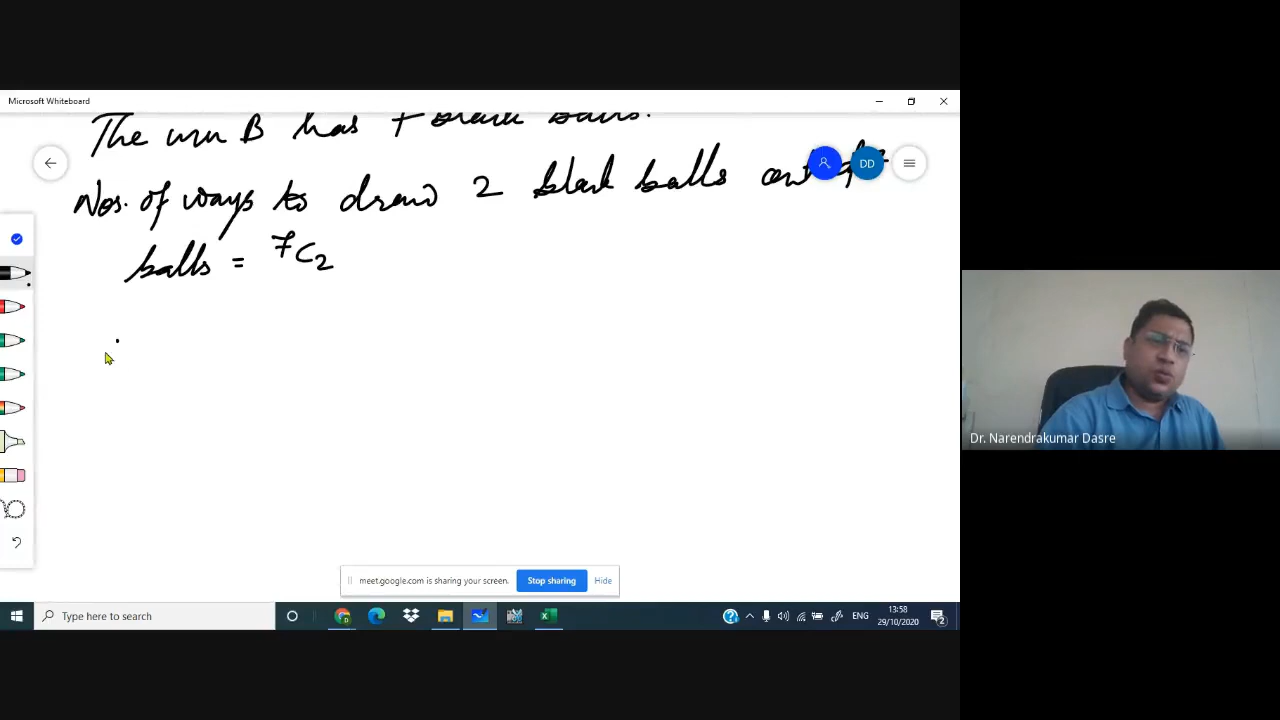 Microsoft Whiteboard
The urn B has 7 black balls.
Nos. of ways to draw 2 black balls out of
balls = ⁷C₂
DD
Dr. Narendrakumar Dasre
meet.google.com is sharing your screen.
Stop sharing
Hide
Type here to search
ENG
13:58
29/10/2020
2